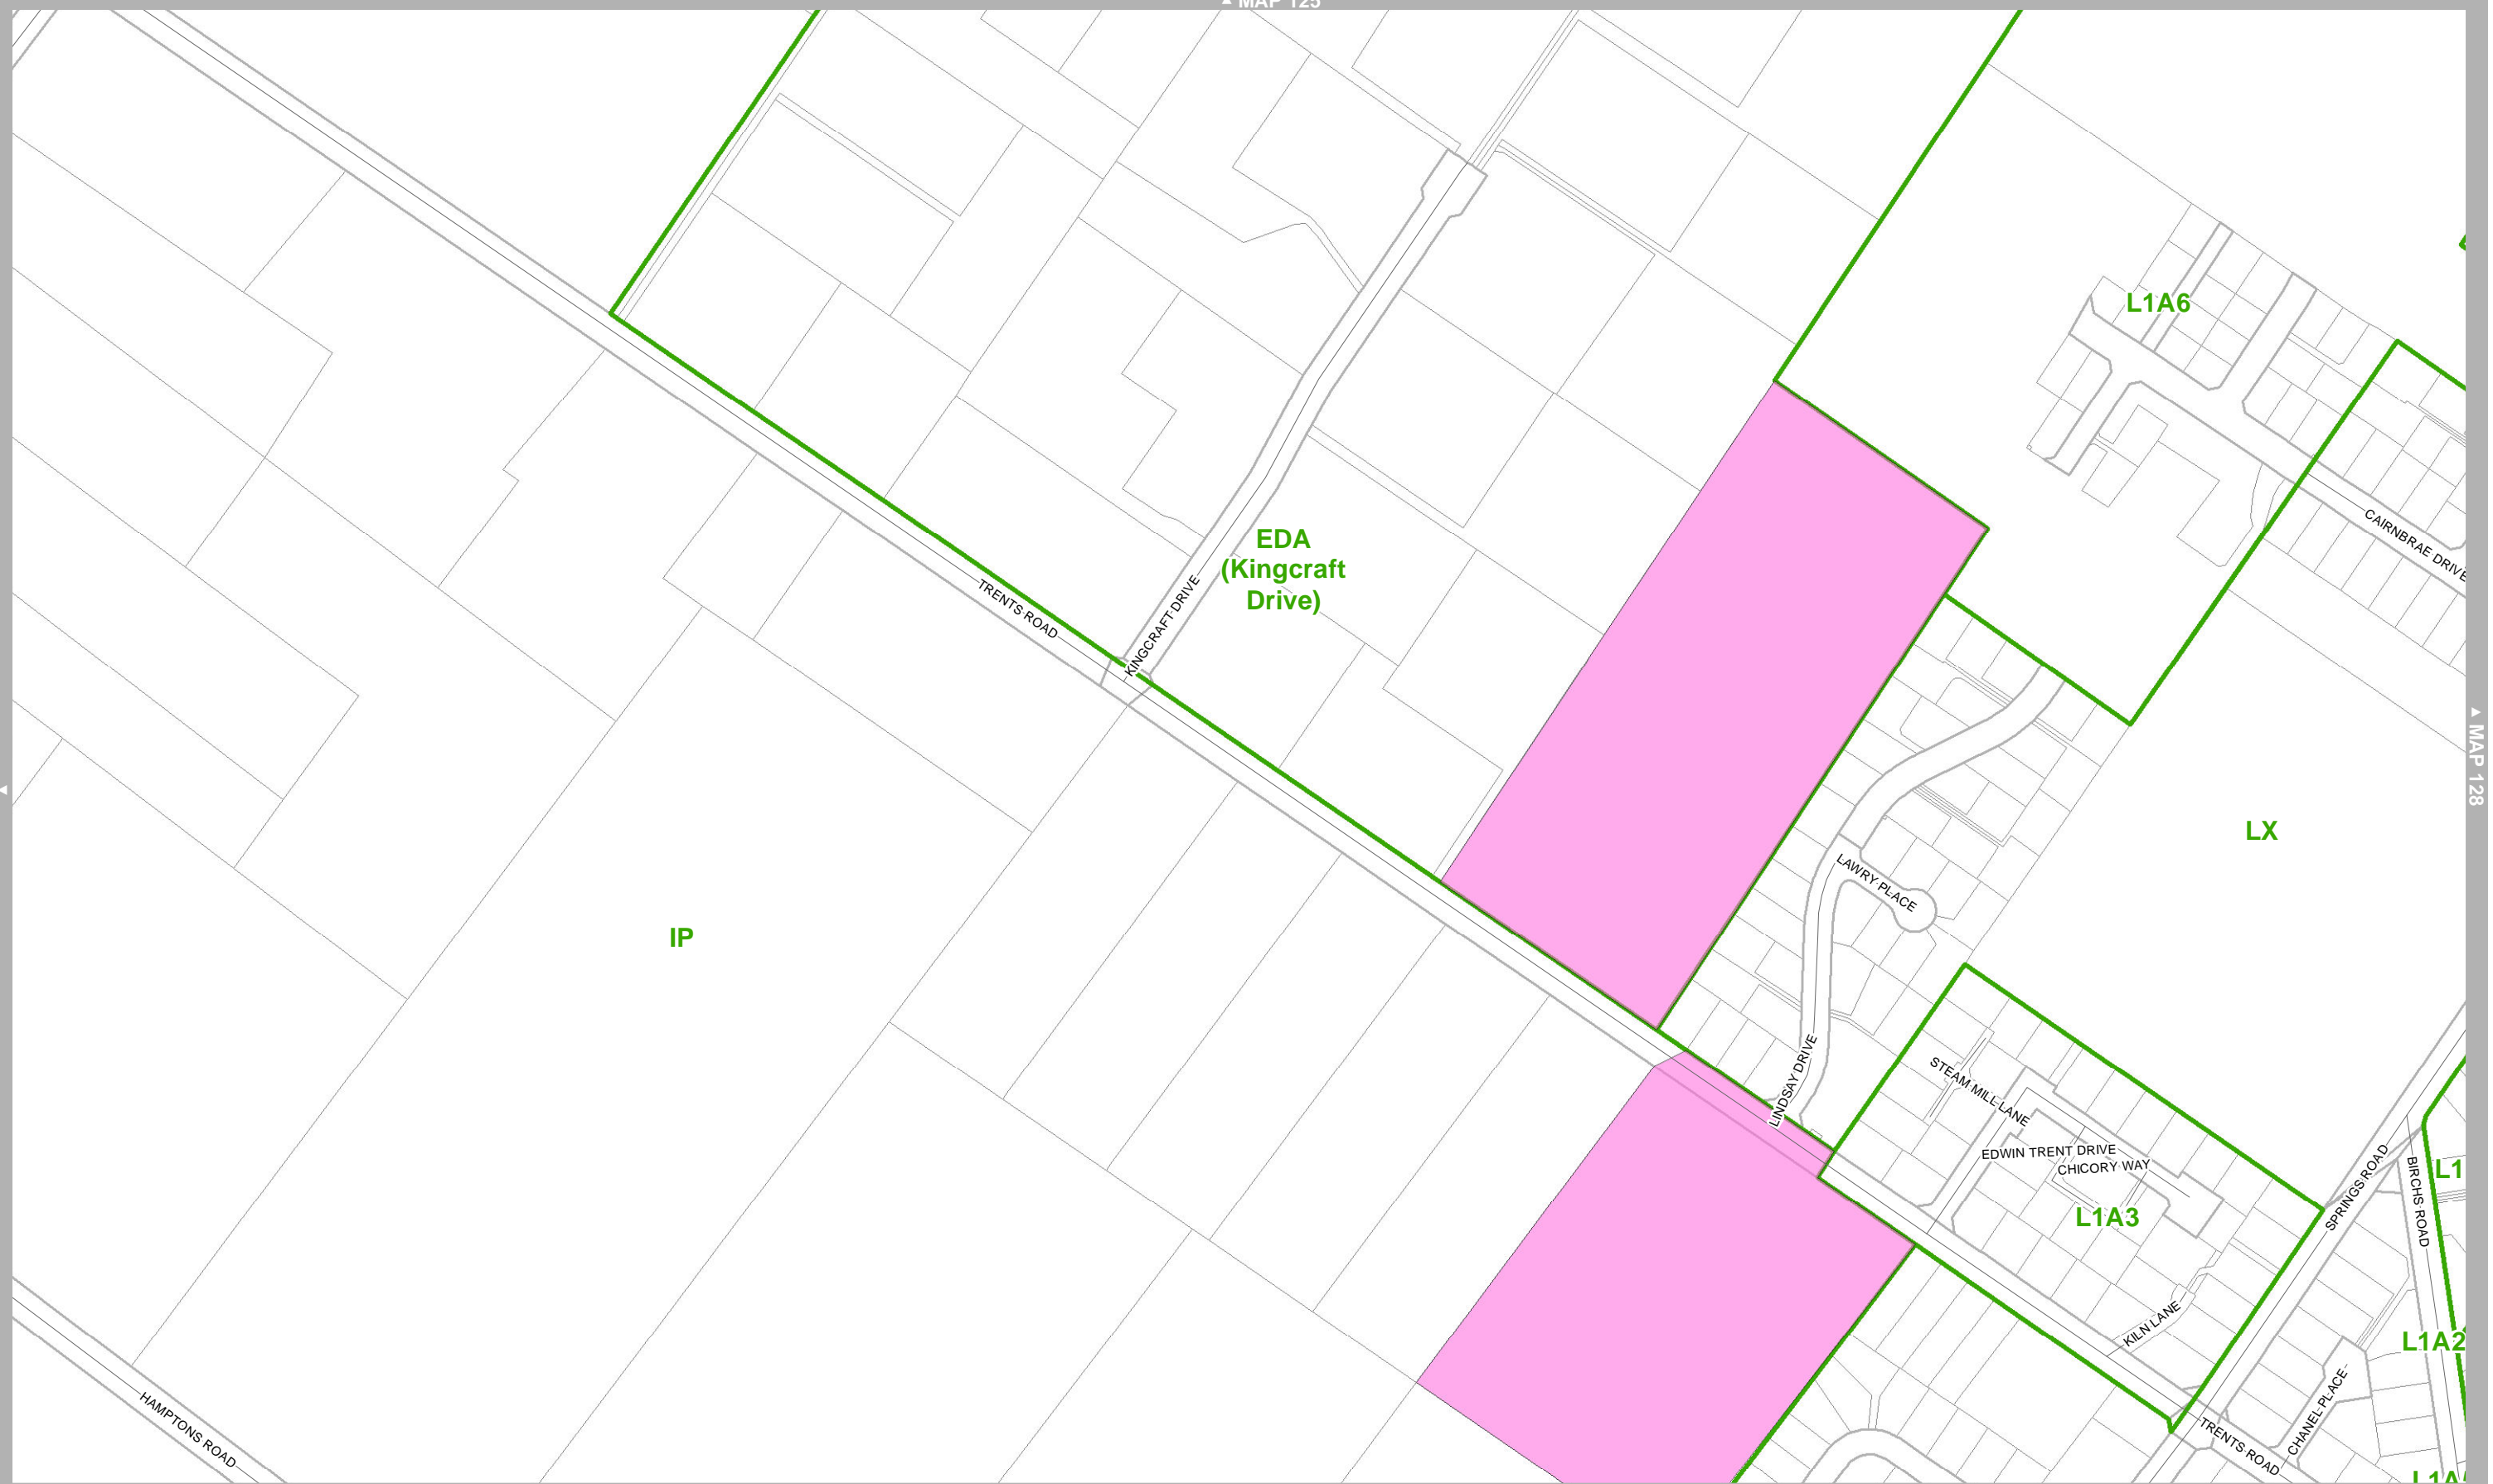 MAP 125
L1A6
CAIRNBRAE DRIVE
EDA
(Kingcraft
Drive)
TRENTS ROAD
KINGCRAFT DRIVE
MAP 128
LX
LAWRY PLACE
IP
LINDSAY DRIVE
STEAM MILL LANE
EDWIN TRENT DRIVE
CHICORY WAY
L1A3
SPRINGS ROAD
BIRCHS ROAD
L1
KILN LANE
L1A2
CHANEL PLACE
HAMPTONS ROAD
TRENTS ROAD
L1A